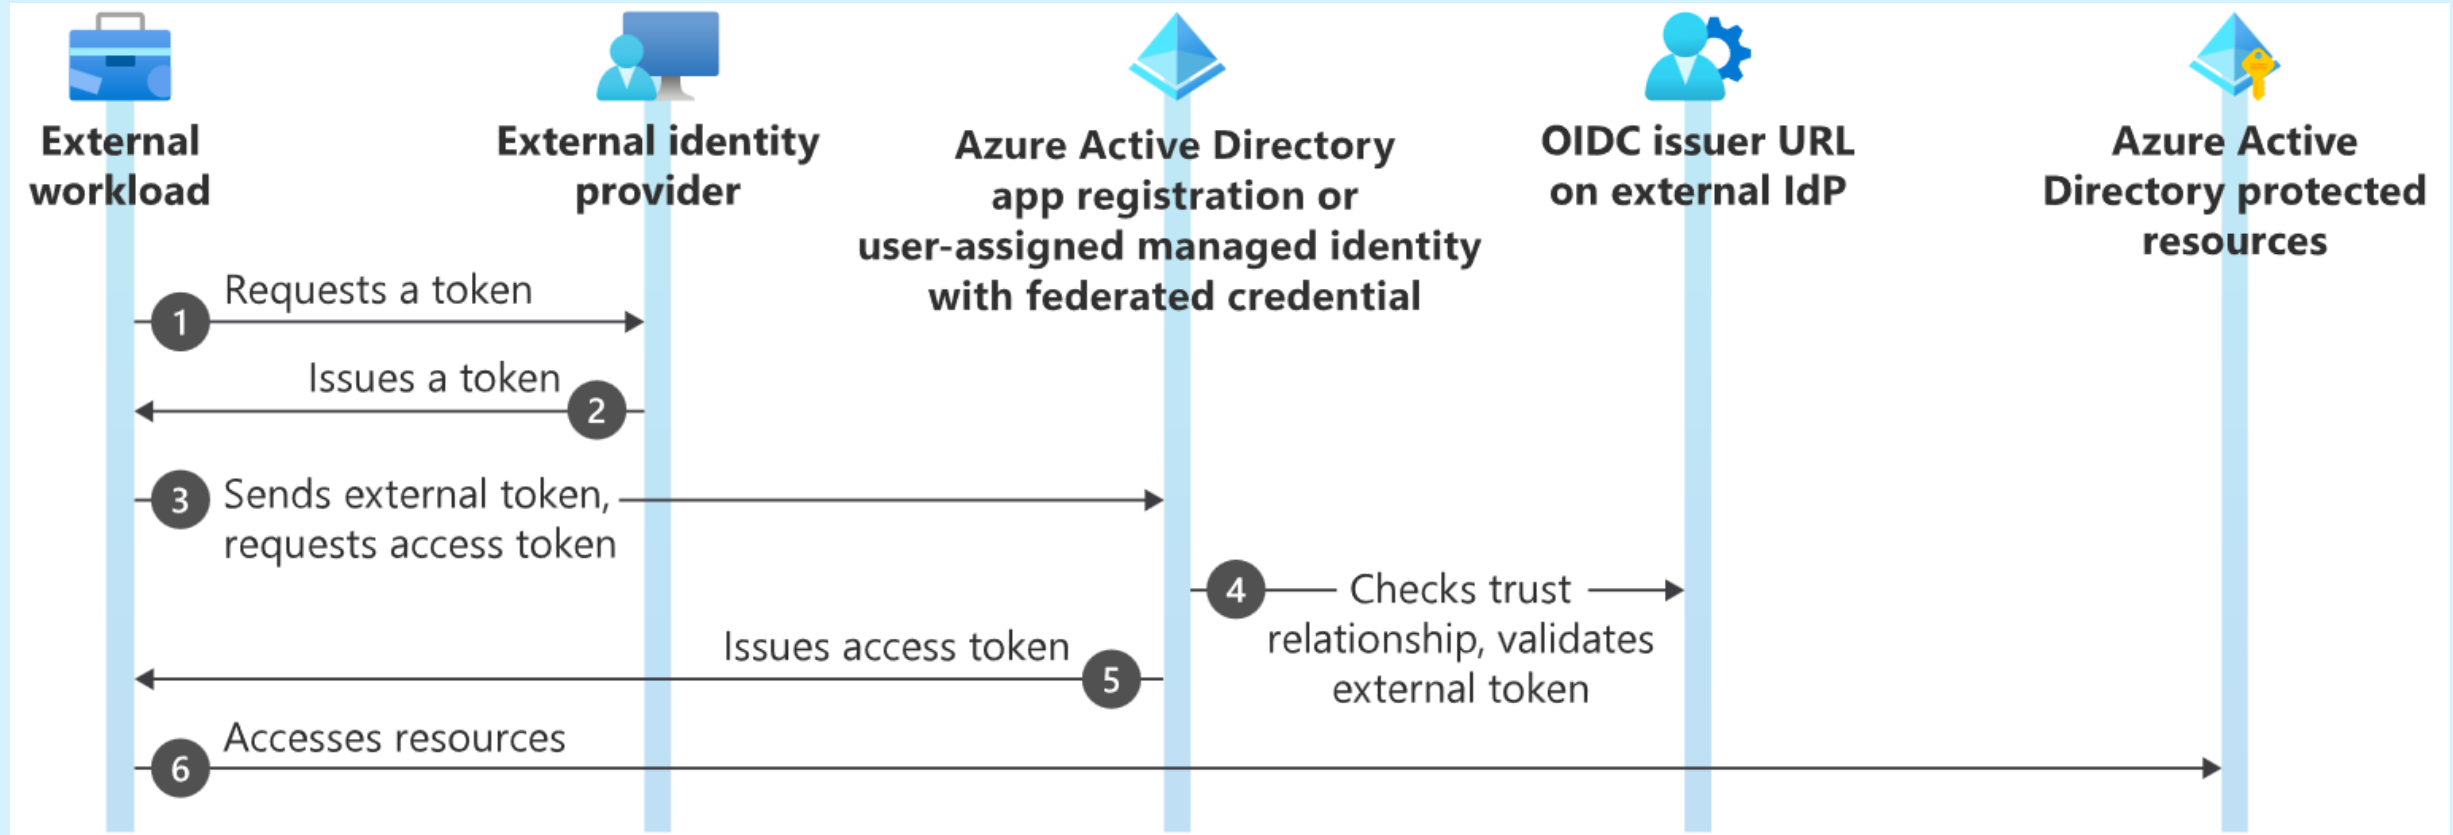 External
workload
External identity
provider
Azure Active Directory
app registration or
user-assigned managed identity
with federated credential
OIDC issuer URL
on external IdP
Azure Active
Directory protected
resources
1
Requests a token
Issues a token
2
3
Sends external token,
requests access token
4
Checks trust
relationship, validates
external token
Issues access token
5
6
Accesses resources